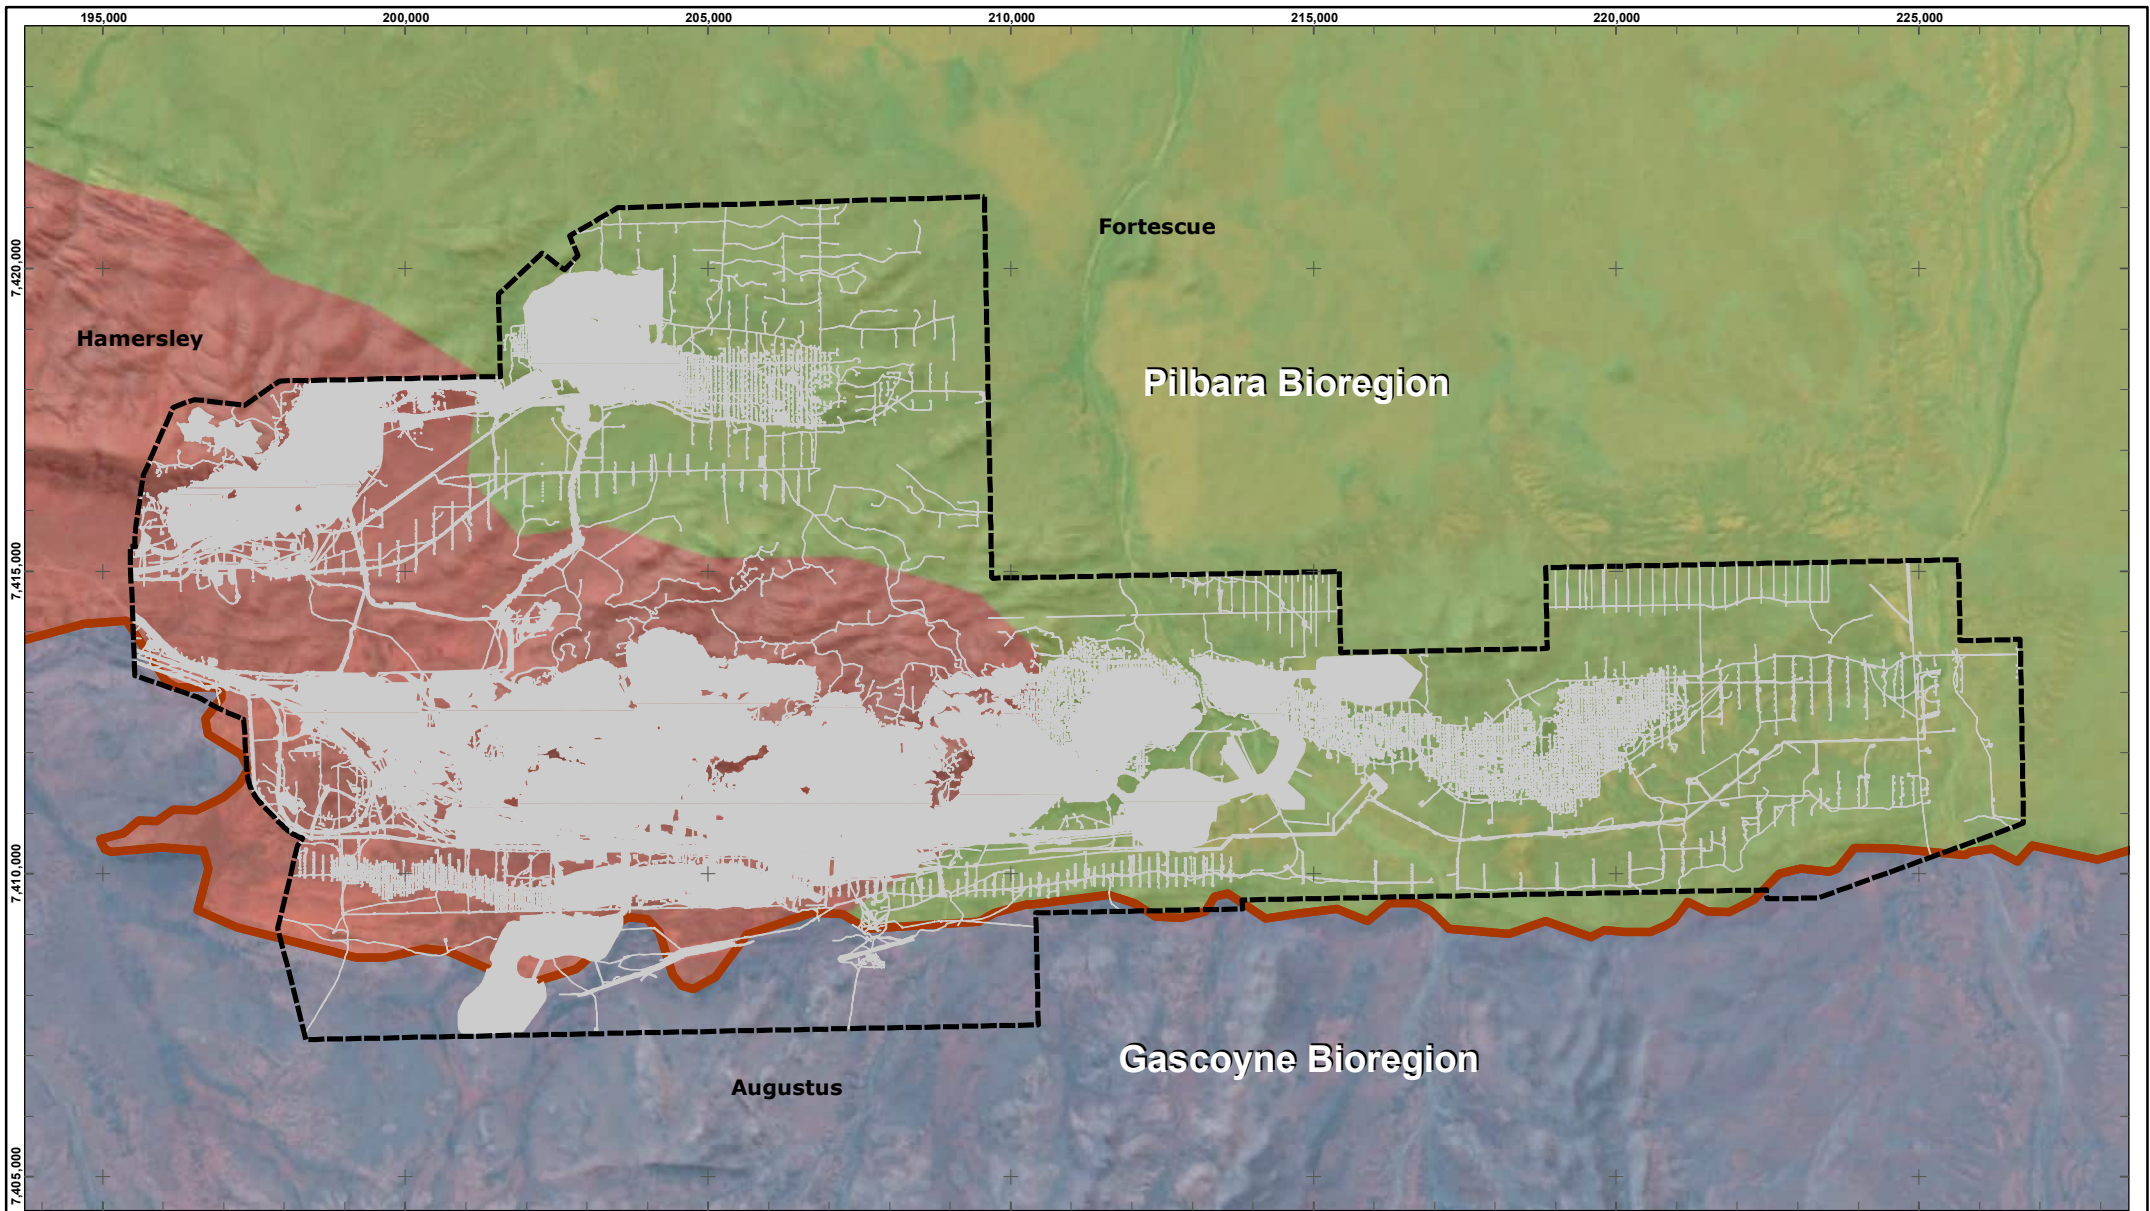 195,000 200,000 205,000 210,000 215,000 220,000 225,000
Fortescue
7,420,000
Hamersley
Pilbara Bioregion
7,415,000
7,410,000
Gascoyne Bioregion
Augustus
7,405,000